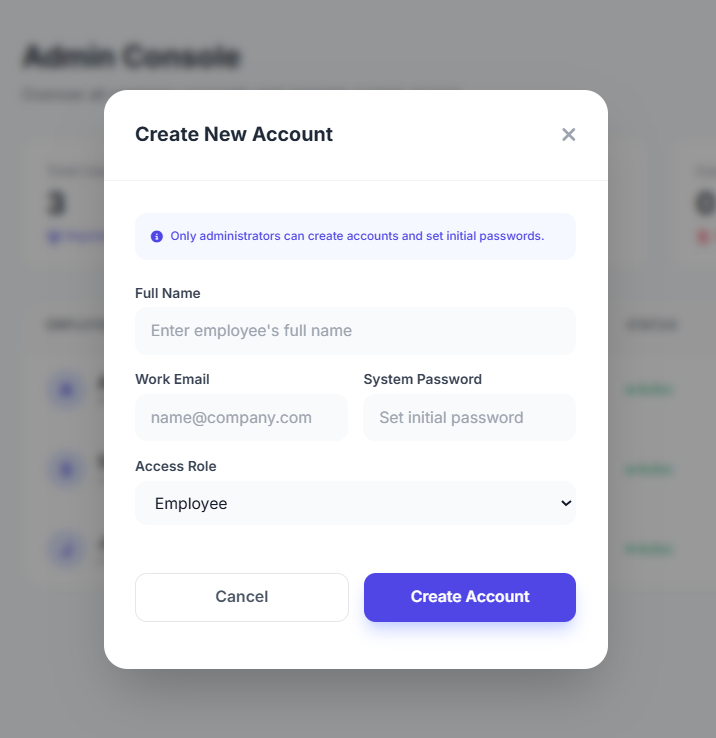 Admin Console
Create New Account
3
0
Only administrators can create accounts and set initial passwords.
Full Name
Enter employee's full name
Work Email
System Password
name@company.com
Set initial password
Access Role
Employee
Cancel
Create Account